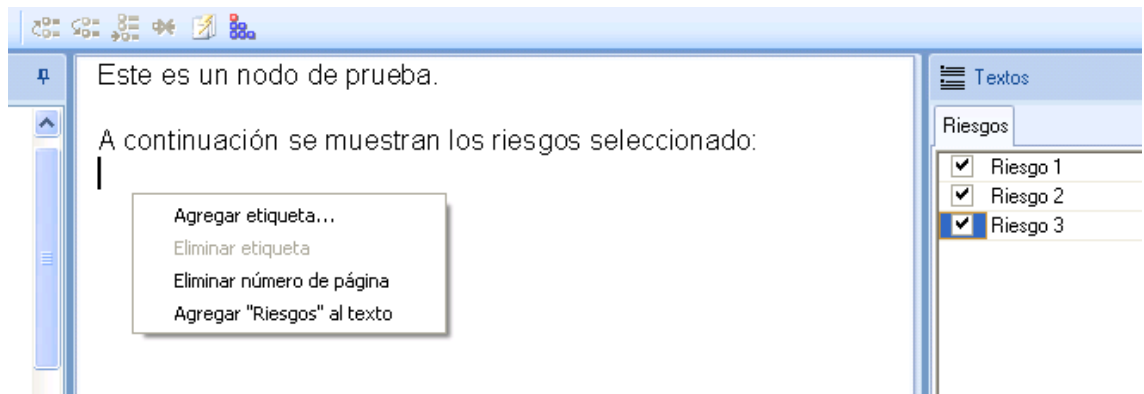 Este es un nodo de prueba.
A continuación se muestran los riesgos seleccionado:
Agregar etiqueta...
Eliminar etiqueta
Eliminar número de página
Agregar "Riesgos" al texto
Textos
Riesgos
Riesgo 1
Riesgo 2
Riesgo 3